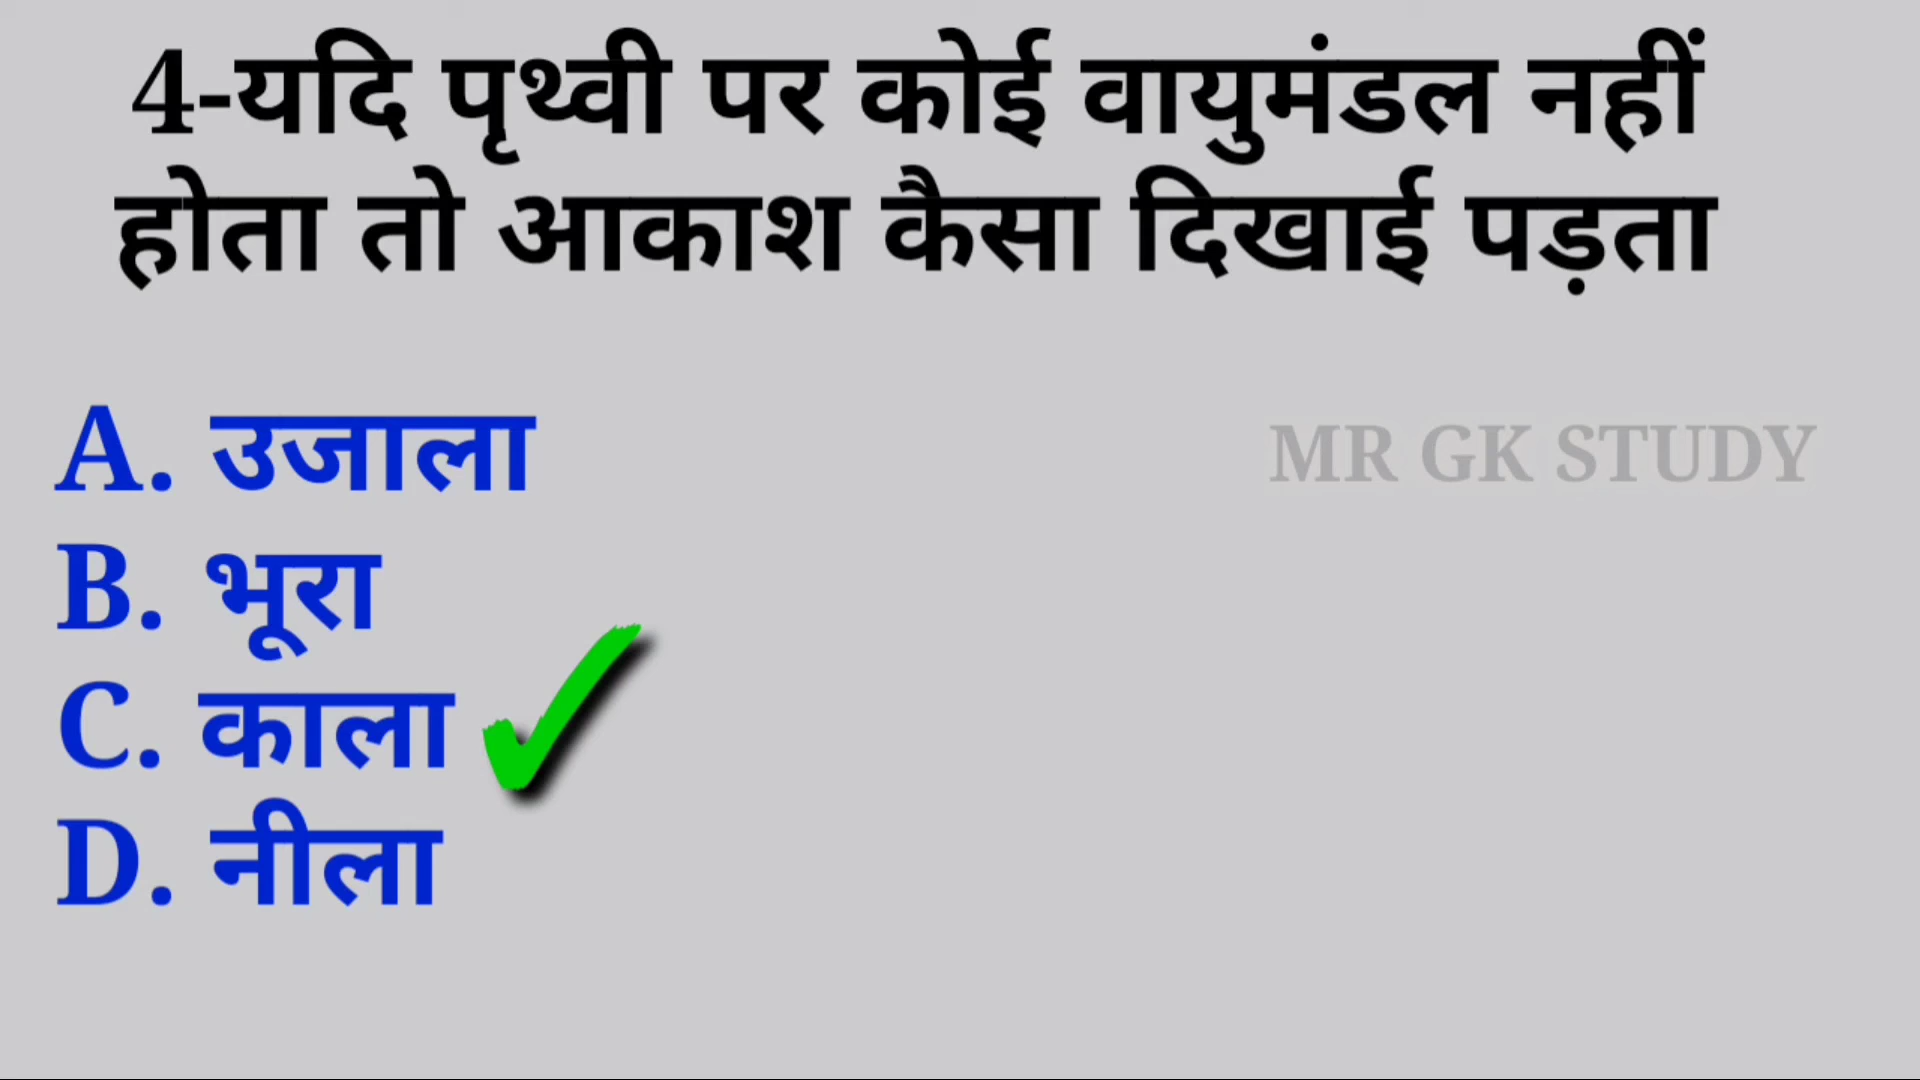 4-यदि पृथ्वी पर कोई वायुमंडल नहीं
होता तो आकाश कैसा दिखाई पड़ता
A. उजाला
MR GK STUDY
B. भूरा
C. काला
D. नीला